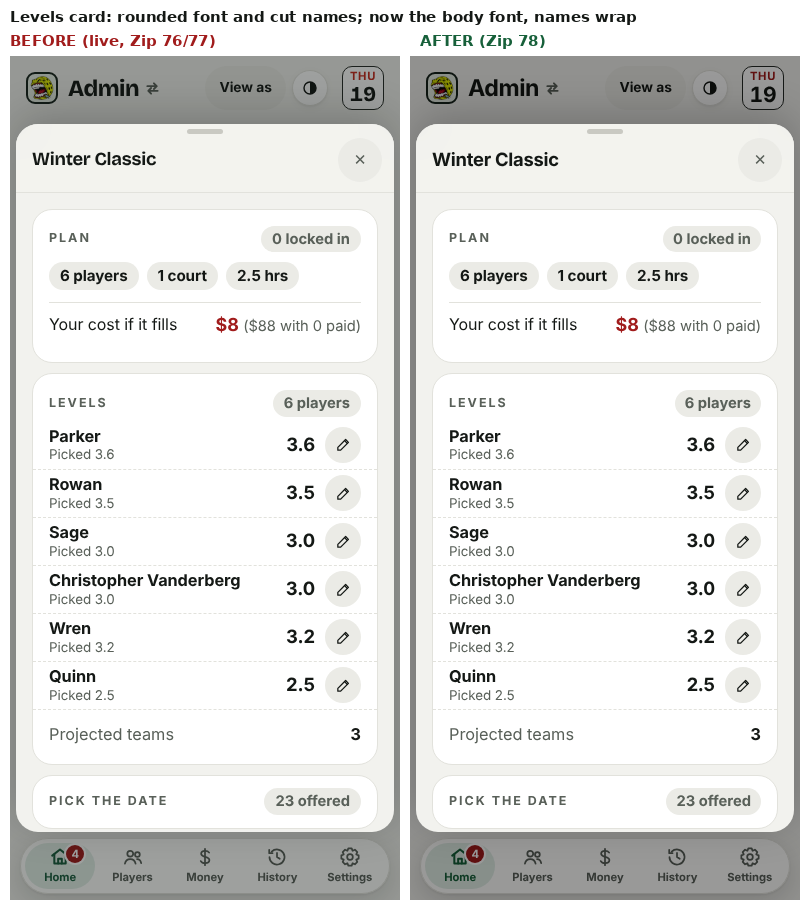 Levels card: rounded font and cut names; now the body font, names wrap
BEFORE (live, Zip 76/77)
Admin
View as
THU
19
Winter Classic
PLAN
0 locked in
6 players
1 court
2.5 hrs
Your cost if it fills
$8 ($88 with 0 paid)
LEVELS
6 players
Parker
Picked 3.6
3.6
Rowan
Picked 3.5
3.5
Sage
Picked 3.0
3.0
Christopher Vanderberg
Picked 3.0
3.0
Wren
Picked 3.2
3.2
Quinn
Picked 2.5
2.5
Projected teams
3
PICK THE DATE
23 offered
4
Home
Players
Money
History
Settings
AFTER (Zip 78)
Admin
View as
THU
19
Winter Classic
PLAN
0 locked in
6 players
1 court
2.5 hrs
Your cost if it fills
$8 ($88 with 0 paid)
LEVELS
6 players
Parker
Picked 3.6
3.6
Rowan
Picked 3.5
3.5
Sage
Picked 3.0
3.0
Christopher Vanderberg
Picked 3.0
3.0
Wren
Picked 3.2
3.2
Quinn
Picked 2.5
2.5
Projected teams
3
PICK THE DATE
23 offered
4
Home
Players
Money
History
Settings